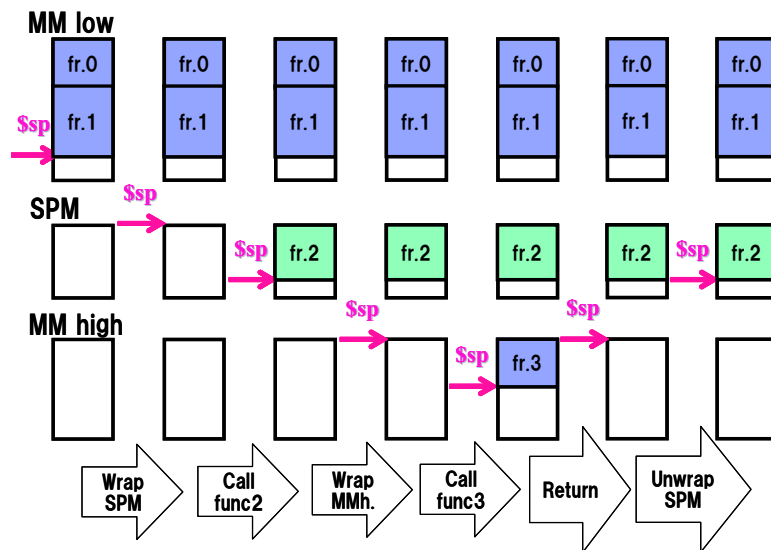 MM low
fr.0 fr.0 fr.0 fr.0 fr.0 fr.0 fr.0
fr.1 fr.1 fr.1 fr.1 fr.1 fr.1 fr.1
$sp
SPM
$sp
$sp
fr.2 fr.2 fr.2 fr.2 fr.2
$sp
MM high
$sp
$sp
$sp
fr.3
Wrap
SPM
Call
func2
Wrap
MMh.
Call
func3
Return
Unwrap
SPM